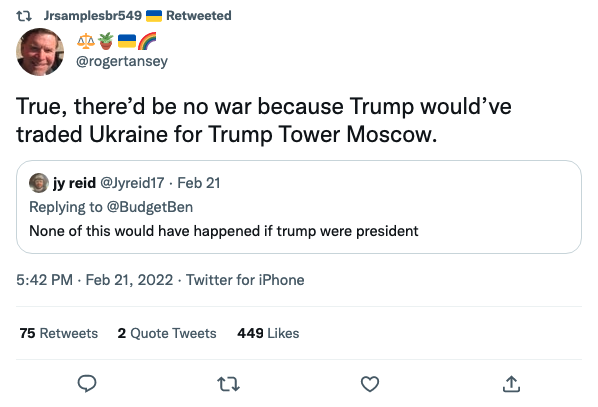 Jrsamplesbr549 🇺🇦 Retweeted
⚖️🪴🇺🇦🌈
@rogertansey
True, there’d be no war because Trump would’ve
traded Ukraine for Trump Tower Moscow.
jy reid @Jyreid17 · Feb 21
Replying to @BudgetBen
None of this would have happened if trump were president
5:42 PM · Feb 21, 2022 · Twitter for iPhone
75 Retweets 2 Quote Tweets 449 Likes